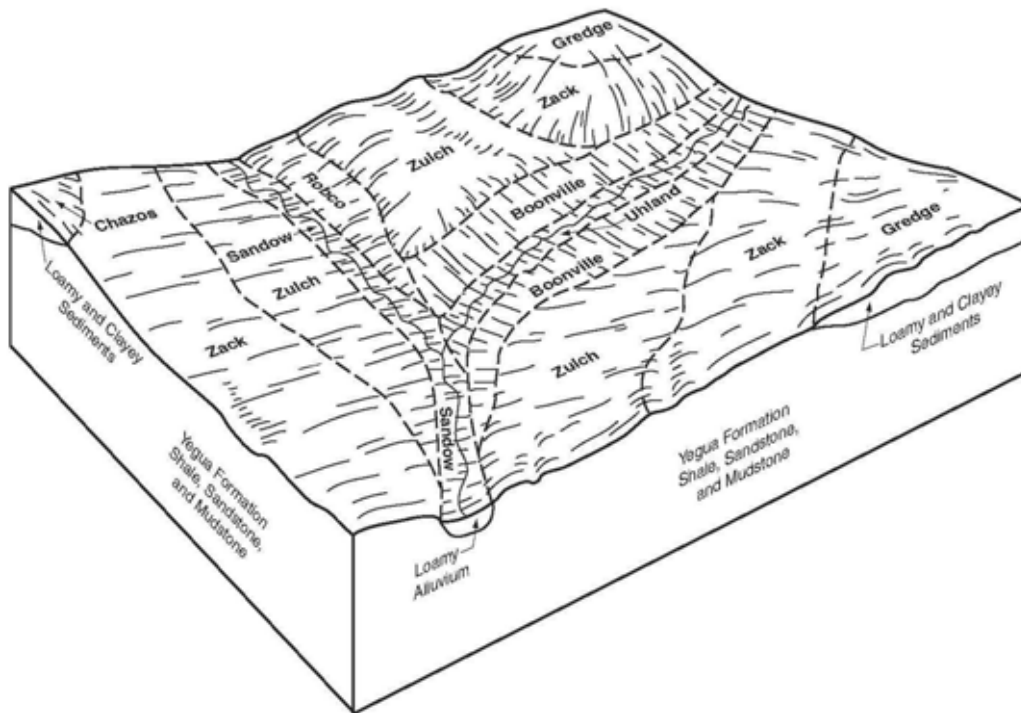 Gredge
Zack
Zulch
Robco
Boonville
Uhland
Chazos
Sandow
Zulch
Zack
Boonville
Zack
Gredge
Zulch
Sandow
Loamy and Clayey
Sediments
Loamy and Clayey
Sediments
Yegua Formation
Shale, Sandstone,
and Mudstone
Yegua Formation
Shale, Sandstone,
and Mudstone
Loamy
Alluvium